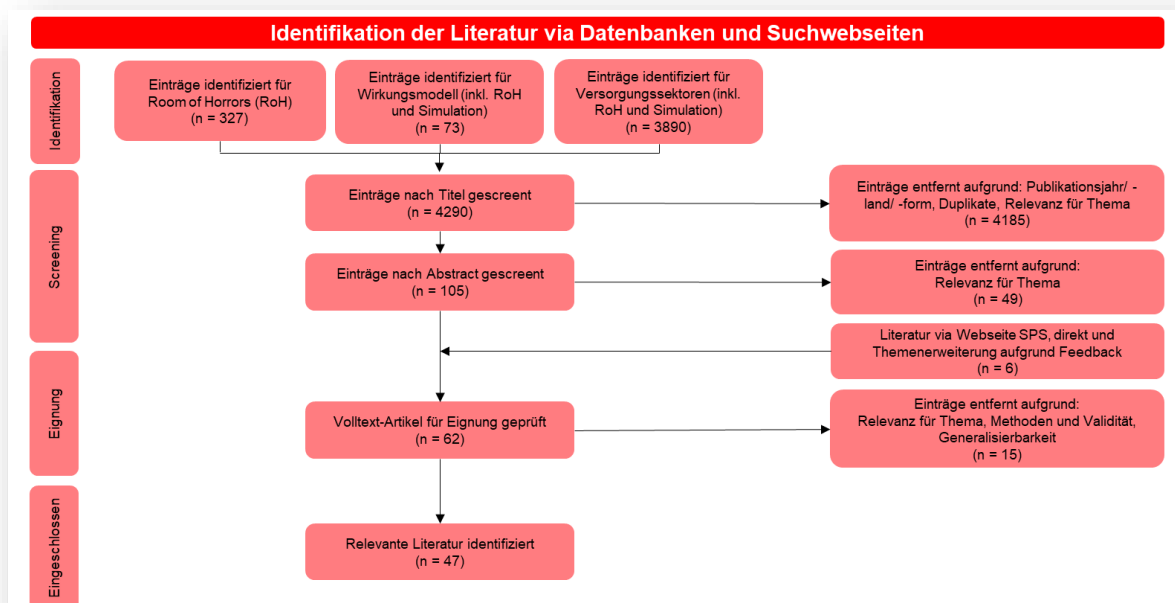 Identifikation der Literatur via Datenbanken und Suchwebseiten
Identifikation
Einträge identifiziert für
Room of Horrors (RoH)
(n = 327)
Einträge identifiziert für
Wirkungsmodell (inkl. RoH
und Simulation)
(n = 73)
Einträge identifiziert für
Versorgungssektoren (inkl.
RoH und Simulation)
(n = 3890)
Screening
Einträge nach Titel gescreent
(n = 4290)
Einträge entfernt aufgrund: Publikationsjahr/ -
land/ -form, Duplikate, Relevanz für Thema
(n = 4185)
Einträge nach Abstract gescreent
(n = 105)
Einträge entfernt aufgrund:
Relevanz für Thema
(n = 49)
Literatur via Webseite SPS, direkt und
Themenerweiterung aufgrund Feedback
(n = 6)
Eignung
Volltext-Artikel für Eignung geprüft
(n = 62)
Einträge entfernt aufgrund:
Relevanz für Thema, Methoden und Validität,
Generalisierbarkeit
(n = 15)
Eingeschlossen
Relevante Literatur identifiziert
(n = 47)